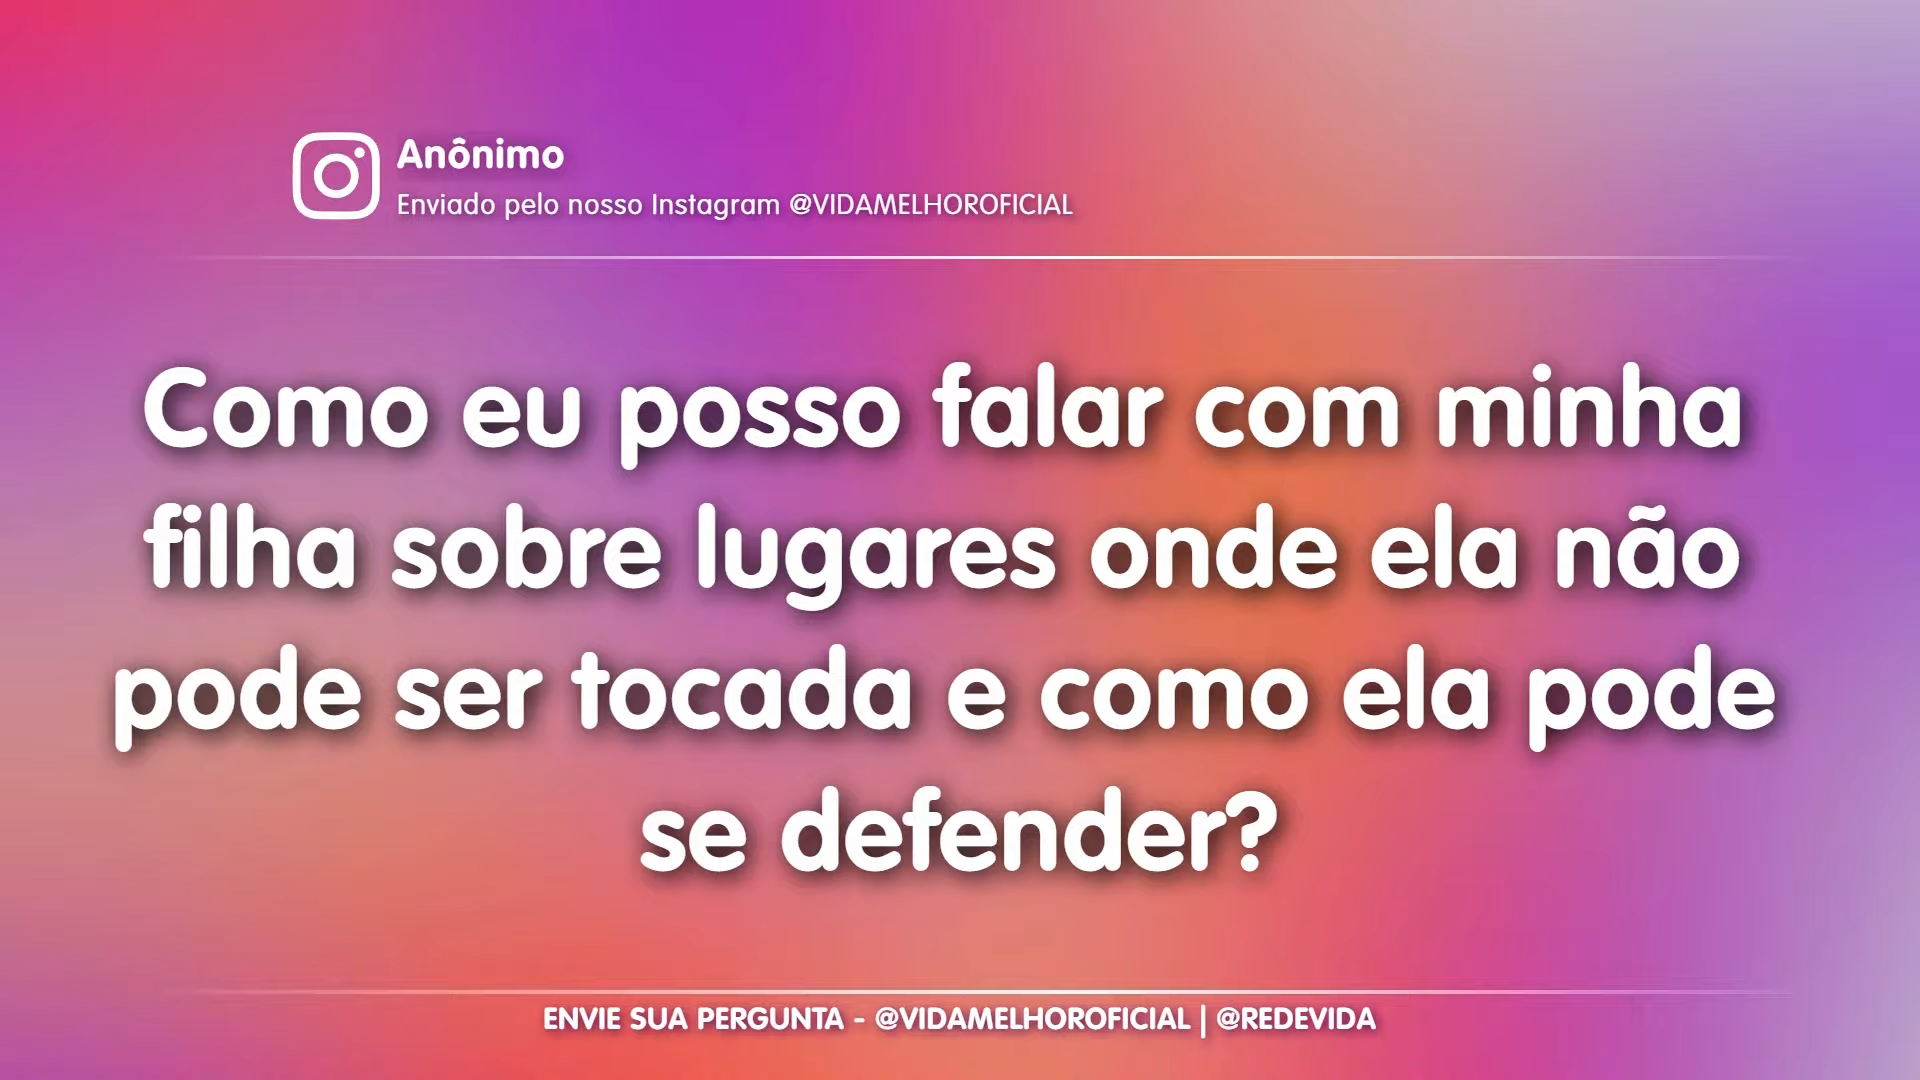 Anônimo
Enviado pelo nosso Instagram @VIDAMELHOROFICIAL
Como eu posso falar com minha
filha sobre lugares onde ela não
pode ser tocada e como ela pode
se defender?
ENVIE SUA PERGUNTA - @VIDAMELHOROFICIAL | @REDEVIDA